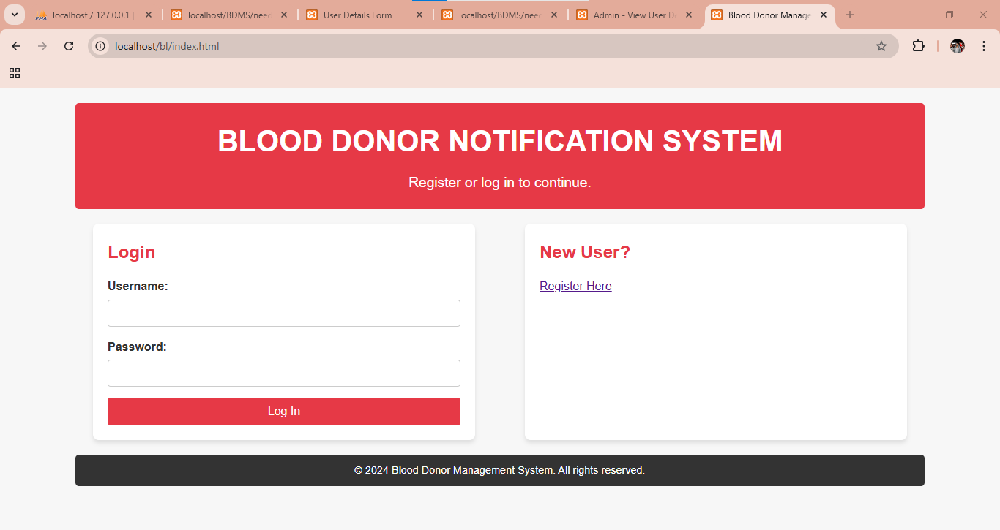 localhost / 127.0.0.1 |
localhost/BDMS/need
User Details Form
localhost/BDMS/need
Admin - View User D
Blood Donor Manage
localhost/bl/index.html
BLOOD DONOR NOTIFICATION SYSTEM
Register or log in to continue.
Login
Username:
Password:
Log In
New User?
Register Here
© 2024 Blood Donor Management System. All rights reserved.